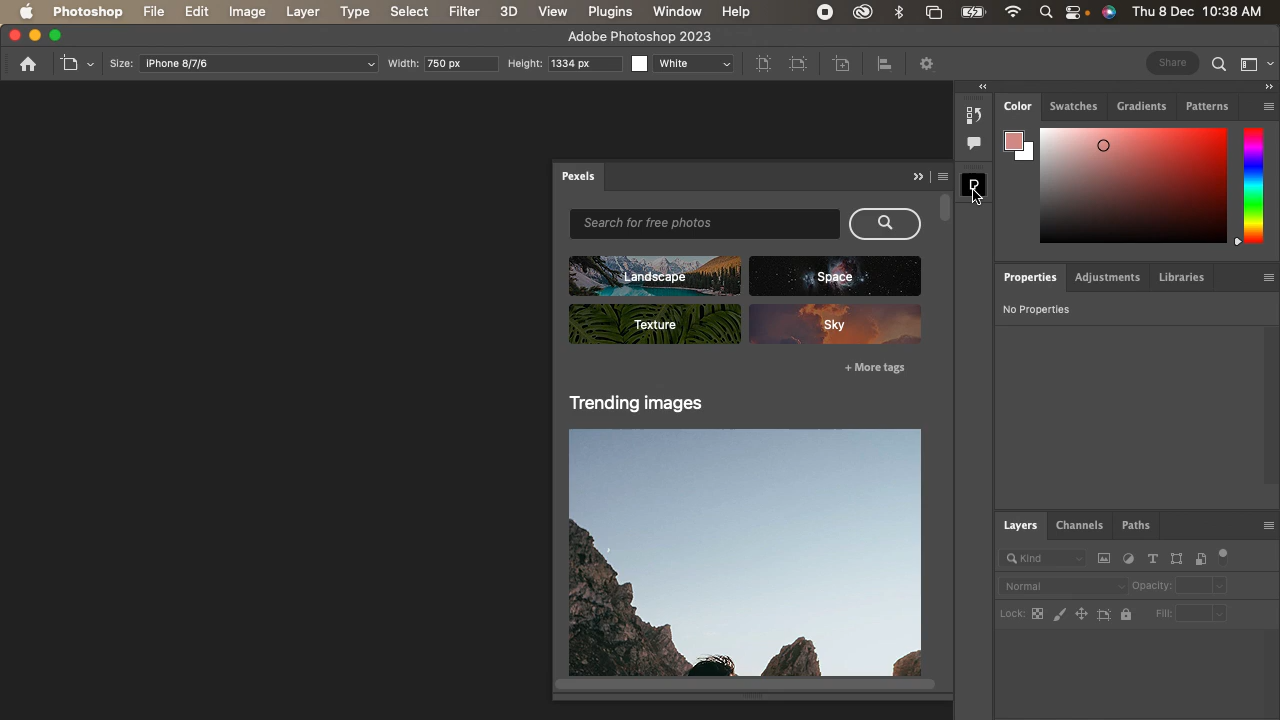 Photoshop File Edit Image Layer Type Select Filter 3D View Plugins Window Help Thu 8 Dec 10:38 AM
Adobe Photoshop 2023
Size: iPhone 8/7/6 Width: 750 px Height: 1334 px White Share
Color Swatches Gradients Patterns
Pexels
Search for free photos
Landscape Space
Texture Sky
+ More tags
Trending images
Properties Adjustments Libraries
No Properties
Layers Channels Paths
Kind
Normal Opacity:
Lock: Fill: